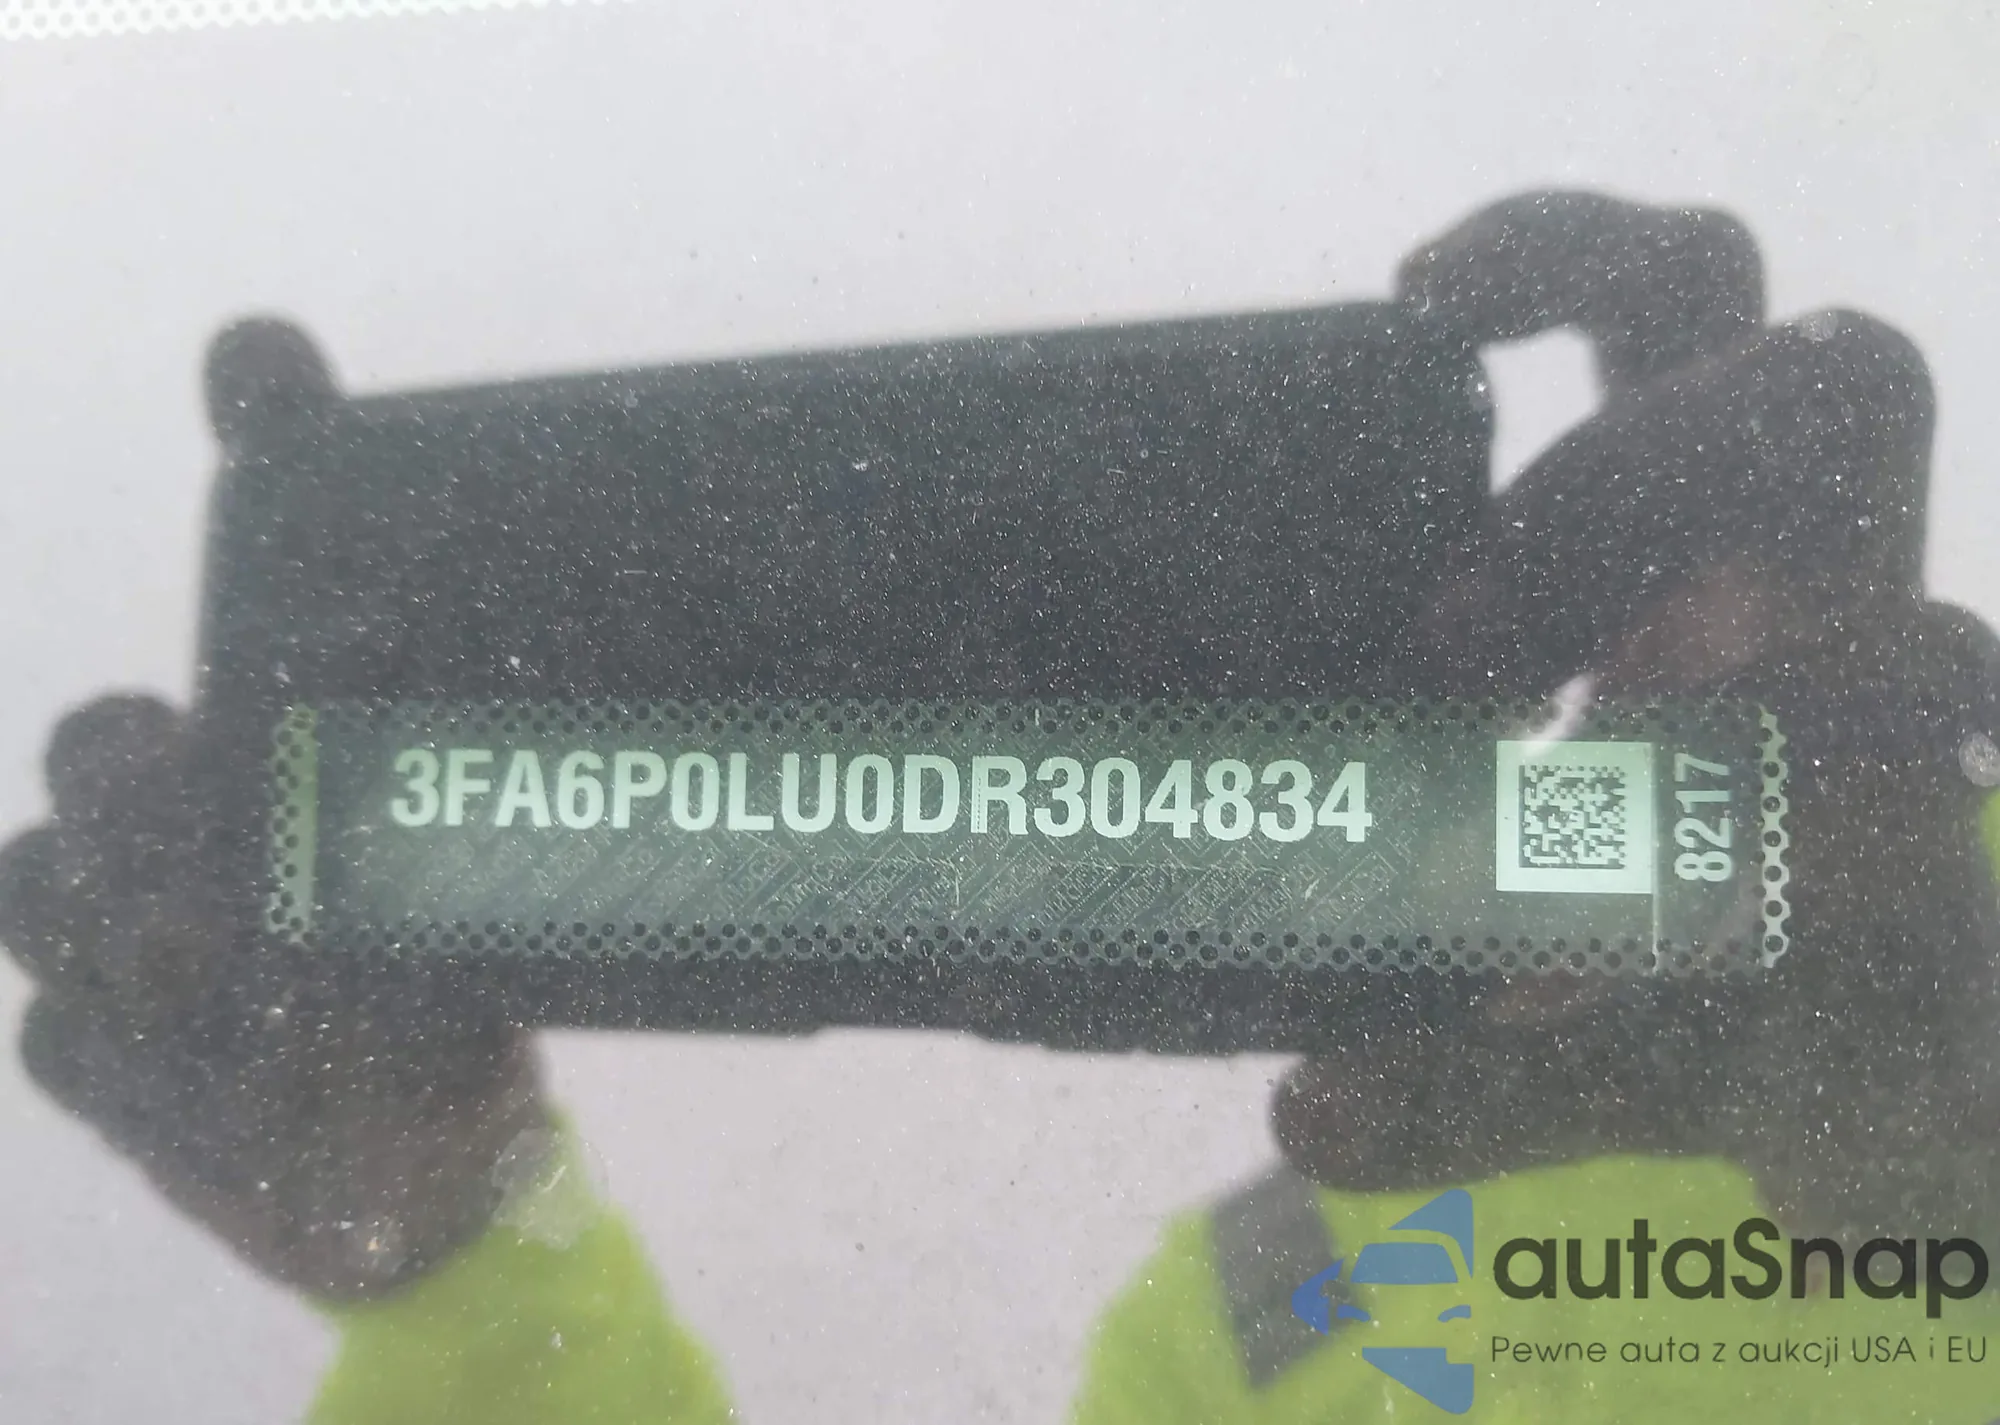 3FA6P0LU0DR304834
8217
autaSnap
Pewne auta z aukcji USA i EU